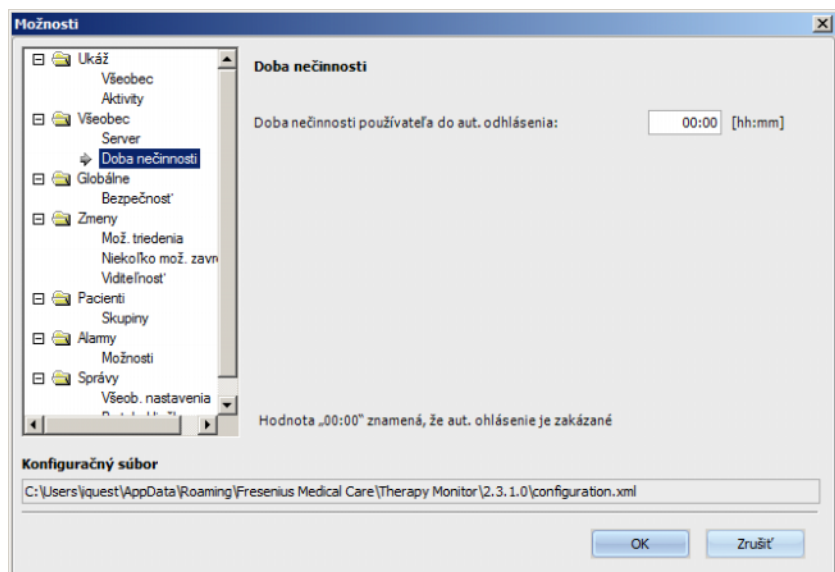 Možnosti
Ukáž
Všeobec
Aktivity
Všeobec
Server
Doba nečinnosti
Globálne
Bezpečnosť
Zmeny
Mož. triedenia
Niekoľko mož. zavr
Viditeľnosť
Pacienti
Skupiny
Alarmy
Možnosti
Správy
Všeob. nastavenia
Doba nečinnosti
Doba nečinnosti používateľa do aut. odhlásenia: 00:00 [hh:mm]
Hodnota „00:00“ znamená, že aut. ohlásenie je zakázané
Konfiguračný súbor
C:\Users\iquest\AppData\Roaming\Fresenius Medical Care\Therapy Monitor\2.3.1.0\configuration.xml
OK Zrušiť